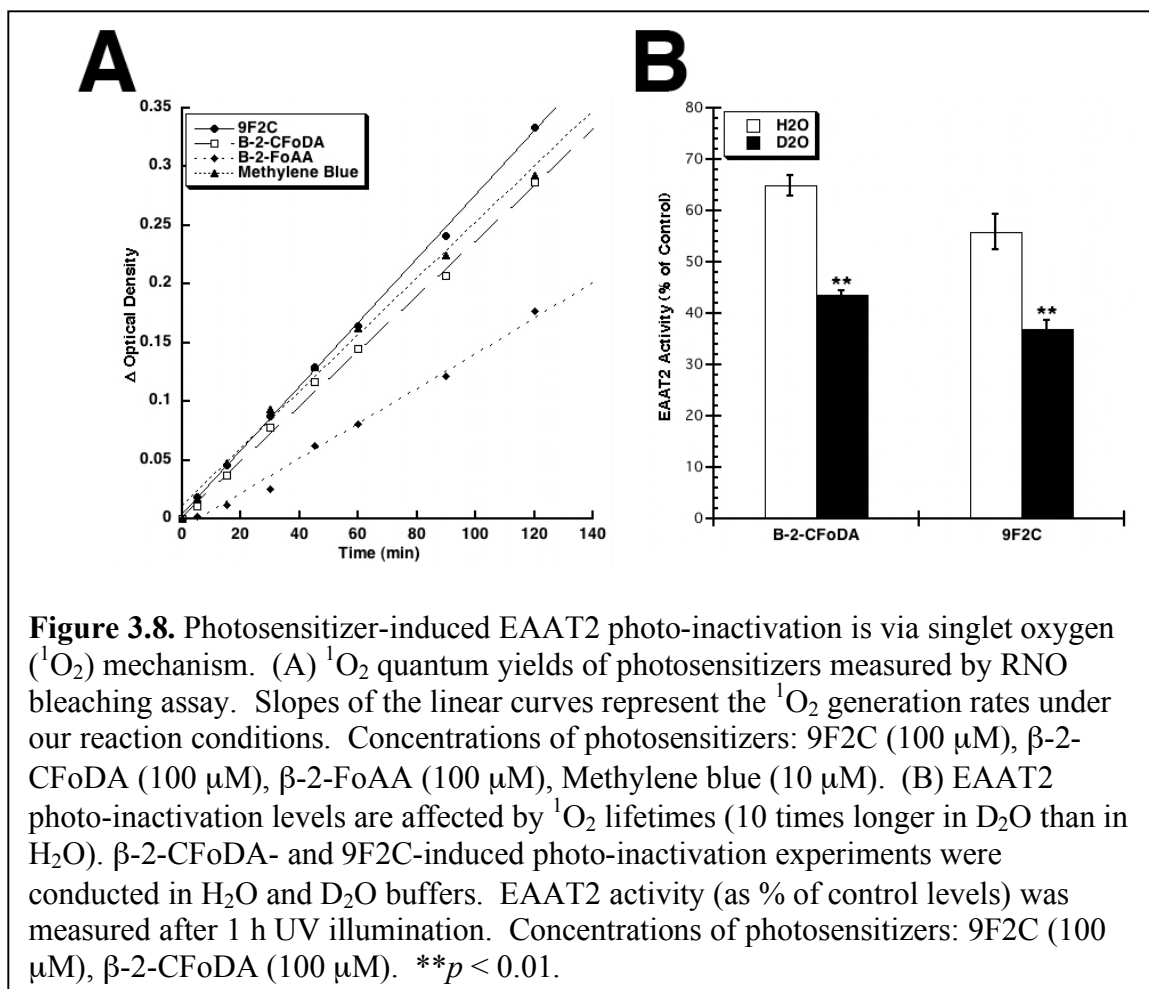 A
0.35
0.3
0.25
0.2
0.15
0.1
0.05
0
Δ Optical Density
9F2C
B-2-CFoDA
B-2-FoAA
Methylene Blue
0 20 40 60 80 100 120 140
Time (min)
B
80
70
60
50
40
30
20
10
0
EAAT2 Activity (% of Control)
H2O
D2O
**
**
B-2-CFoDA 9F2C
Figure 3.8. Photosensitizer-induced EAAT2 photo-inactivation is via singlet oxygen
(¹O₂) mechanism. (A) ¹O₂ quantum yields of photosensitizers measured by RNO
bleaching assay. Slopes of the linear curves represent the ¹O₂ generation rates under
our reaction conditions. Concentrations of photosensitizers: 9F2C (100 μM), β-2-
CFoDA (100 μM), β-2-FoAA (100 μM), Methylene blue (10 μM). (B) EAAT2
photo-inactivation levels are affected by ¹O₂ lifetimes (10 times longer in D₂O than in
H₂O). β-2-CFoDA- and 9F2C-induced photo-inactivation experiments were
conducted in H₂O and D₂O buffers. EAAT2 activity (as % of control levels) was
measured after 1 h UV illumination. Concentrations of photosensitizers: 9F2C (100
μM), β-2-CFoDA (100 μM). **p < 0.01.